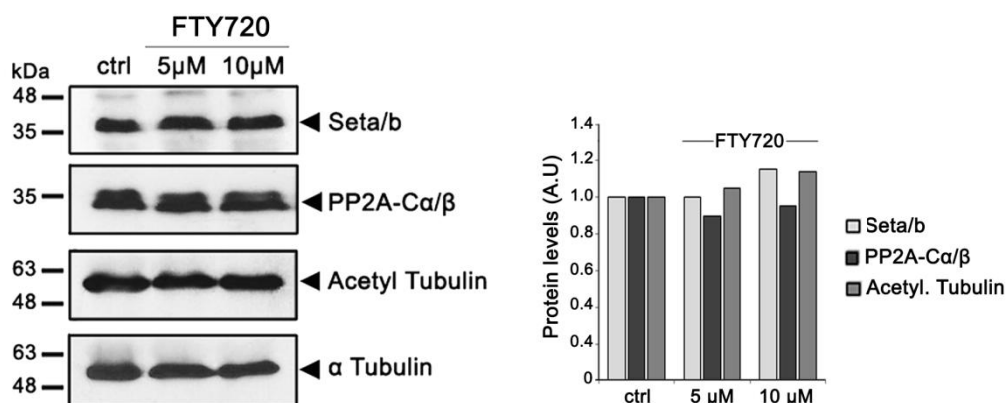 FTY720
kDa ctrl 5µM 10µM
48
35
Seta/b
35
PP2A-Cα/β
63
48
Acetyl Tubulin
63
48
α Tubulin
1.4
1.2
1.0
0.8
0.6
0.4
0
Protein levels (A.U)
FTY720
ctrl 5 µM 10 µM
Seta/b
PP2A-Cα/β
Acetyl. Tubulin